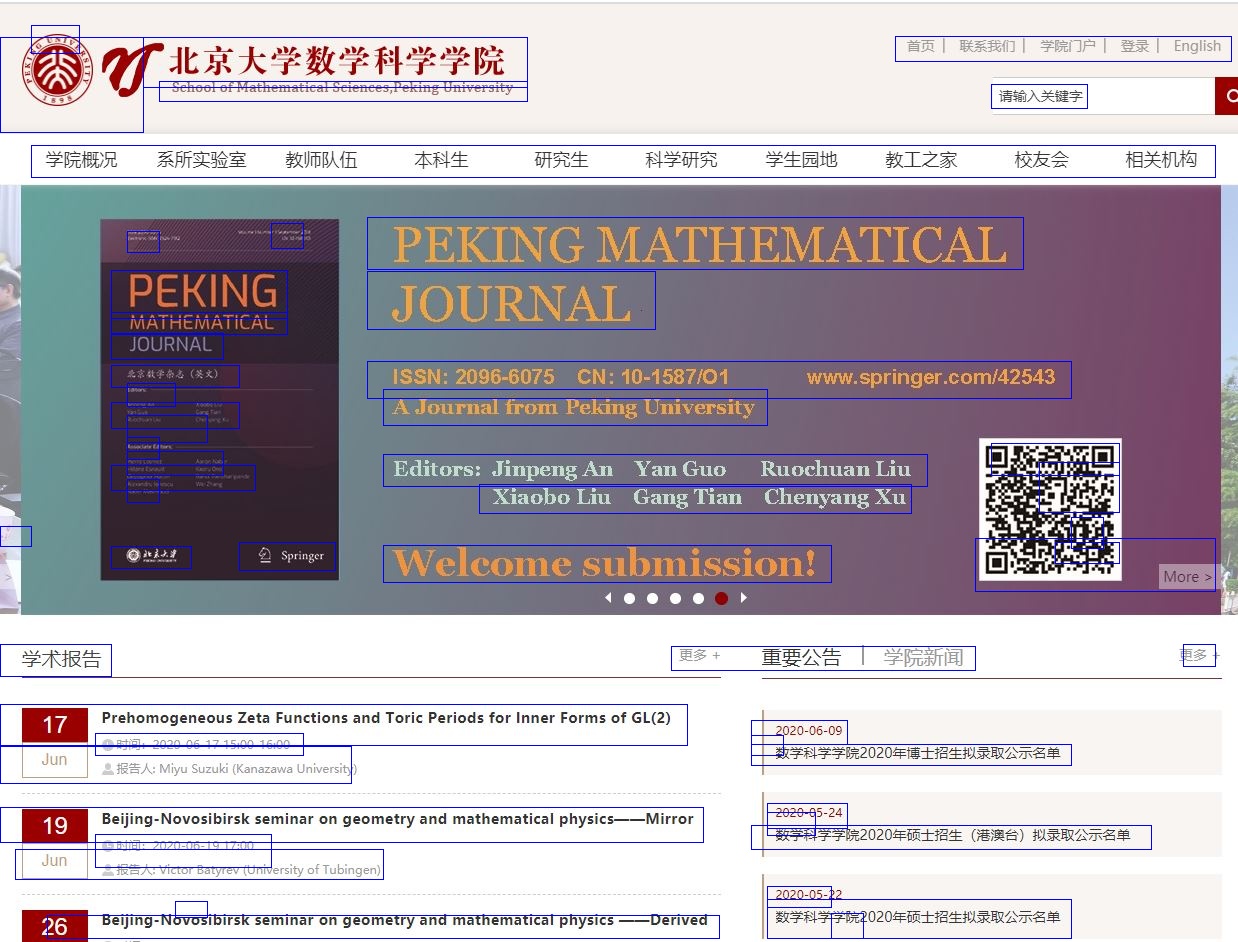 北京大学数学科学学院
School of Mathematical Sciences,Peking University
PEKING UNIVERSITY
1898
首页 | 联系我们 | 学院门户 | 登录 | English
请输入关键字
学院概况 系所实验室 教师队伍 本科生 研究生 科学研究 学生园地 教工之家 校友会 相关机构
PEKING
MATHEMATICAL
JOURNAL
北京数学杂志（英文）
Editors:
Associate Editors:
北京大学
Springer
PEKING MATHEMATICAL
JOURNAL
ISSN: 2096-6075 CN: 10-1587/O1 www.springer.com/42543
A Journal from Peking University
Editors: Jinpeng An Yan Guo Ruochuan Liu
Xiaobo Liu Gang Tian Chenyang Xu
Welcome submission!
More >
学术报告
更多 +
17
Jun
Prehomogeneous Zeta Functions and Toric Periods for Inner Forms of GL(2)
时间：2020-06-17 15:00-16:00
报告人: Miyu Suzuki (Kanazawa University)
19
Jun
Beijing-Novosibirsk seminar on geometry and mathematical physics——Mirror
时间：2020-06-19 17:00
报告人: Victor Batyrev (University of Tubingen)
26
Beijing-Novosibirsk seminar on geometry and mathematical physics ——Derived
重要公告 | 学院新闻
更多 +
2020-06-09
数学科学学院2020年博士招生拟录取公示名单
2020-05-24
数学科学学院2020年硕士招生（港澳台）拟录取公示名单
2020-05-22
数学科学学院2020年硕士招生拟录取公示名单